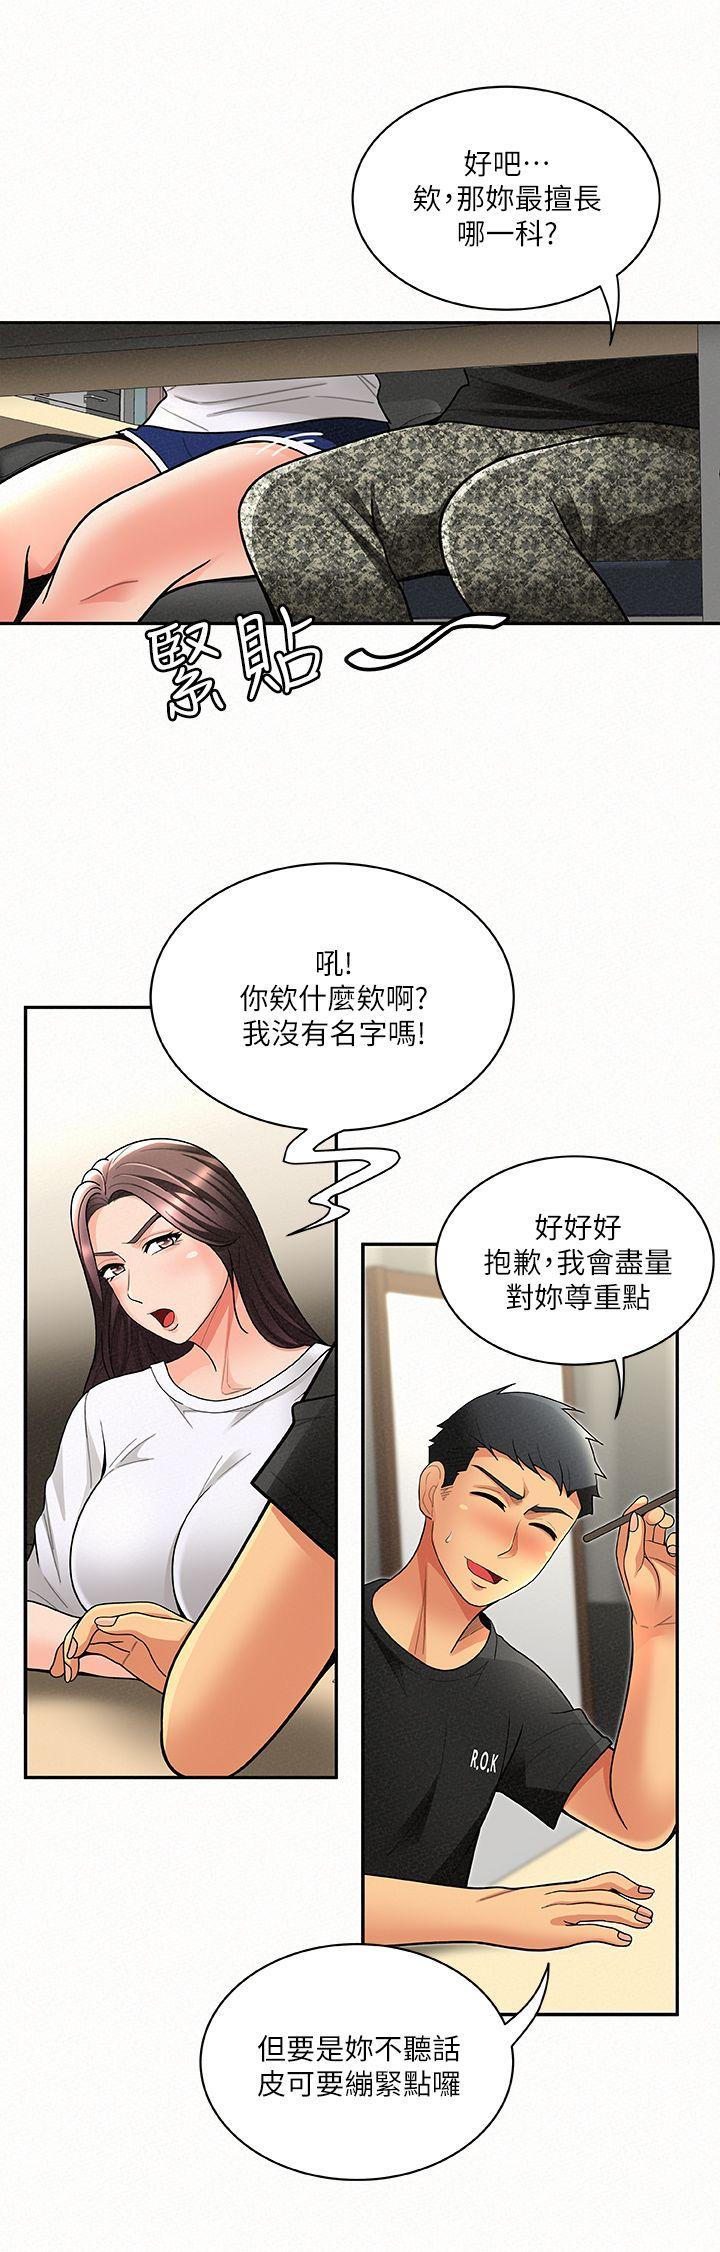 好吧⋯
欸，那妳最擅長
哪一科？
緊貼
吼！
你欸什麼欸啊？
我沒有名字嗎！
好好好
抱歉，我會盡量
對妳尊重點
R.O.K
但要是妳不聽話
皮可要繃緊點囉